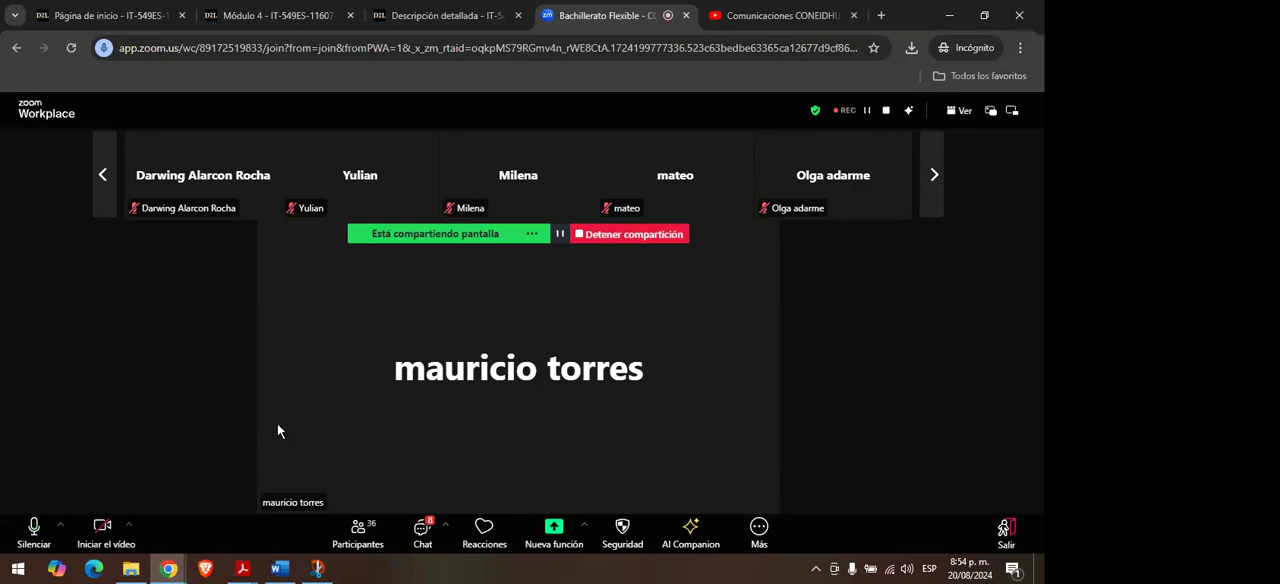 Página de inicio - IT-549ES-1
Módulo 4 - IT-549ES-11607
Descripción detallada - IT-5
Bachillerato Flexible - CO
Comunicaciones CONEIDHU
app.zoom.us/wc/89172519833/join?from=join&fromPWA=1&_x_zm_rtaid=oqkpMS79RGmv4n_rWE8CtA.1724199777336.523c63bedbe63365ca12677d9cf86...
Incógnito
Todos los favoritos
zoom
Workplace
REC
Ver
Darwing Alarcon Rocha
Yulian
Milena
mateo
Olga adarme
Darwing Alarcon Rocha
Yulian
Milena
mateo
Olga adarme
Está compartiendo pantalla
Detener compartición
mauricio torres
mauricio torres
36
8
Silenciar
Iniciar el vídeo
Participantes
Chat
Reacciones
Nueva función
Seguridad
AI Companion
Más
Salir
ESP
8:54 p. m.
20/08/2024
1